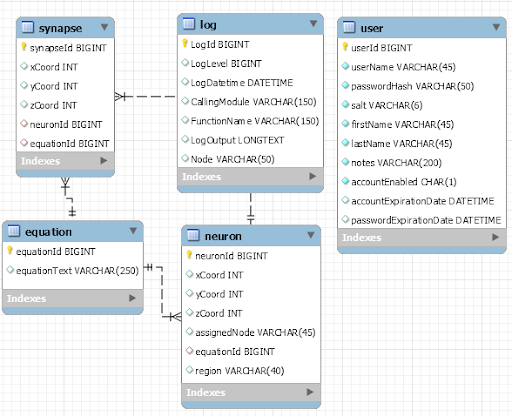 synapse
synapseId BIGINT
xCoord INT
yCoord INT
zCoord INT
neuronId BIGINT
equationId BIGINT
Indexes
log
LogId BIGINT
LogLevel BIGINT
LogDatetime DATETIME
CallingModule VARCHAR(150)
FunctionName VARCHAR(150)
LogOutput LONGTEXT
Node VARCHAR(50)
Indexes
user
userId BIGINT
userName VARCHAR(45)
passwordHash VARCHAR(50)
salt VARCHAR(6)
firstName VARCHAR(45)
lastName VARCHAR(45)
notes VARCHAR(200)
accountEnabled CHAR(1)
accountExpirationDate DATETIME
passwordExpirationDate DATETIME
Indexes
equation
equationId BIGINT
equationText VARCHAR(250)
Indexes
neuron
neuronId BIGINT
xCoord INT
yCoord INT
zCoord INT
assignedNode VARCHAR(45)
equationId BIGINT
region VARCHAR(40)
Indexes